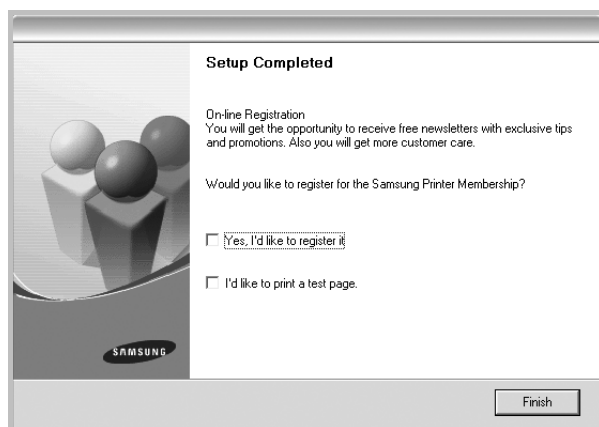 Setup Completed
On-line Registration
You will get the opportunity to receive free newsletters with exclusive tips
and promotions. Also you will get more customer care.
Would you like to register for the Samsung Printer Membership?
Yes, I'd like to register it
I'd like to print a test page.
SAMSUNG
Finish